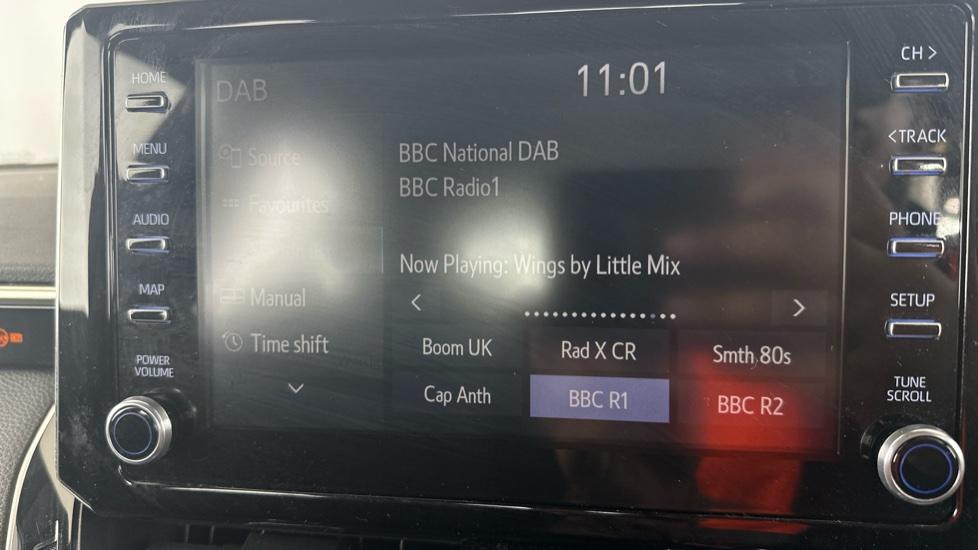 HOME
MENU
AUDIO
MAP
POWER
VOLUME
DAB
11:01
Source
Favourites
Manual
Time shift
BBC National DAB
BBC Radio1
Now Playing: Wings by Little Mix
Boom UK
Rad X CR
Smth 80s
Cap Anth
BBC R1
BBC R2
CH >
< TRACK
PHONE
SETUP
TUNE
SCROLL